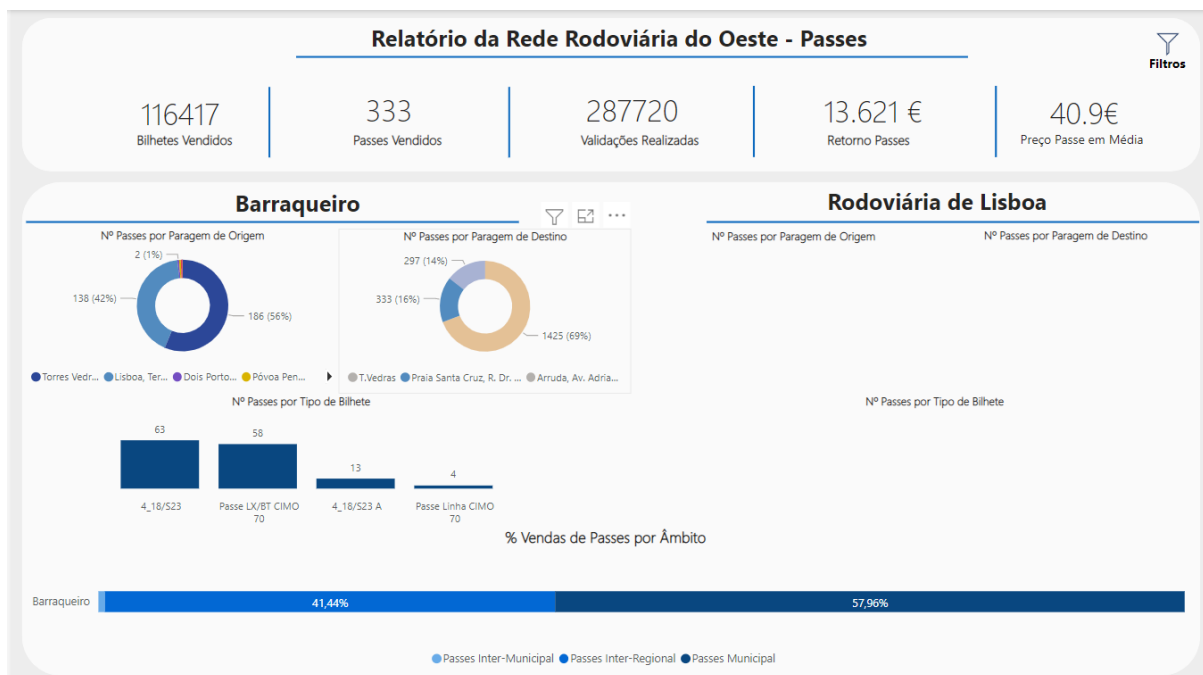 Relatório da Rede Rodoviária do Oeste - Passes
Filtros
116417
Bilhetes Vendidos
333
Passes Vendidos
287720
Validações Realizadas
13.621 €
Retorno Passes
40.9€
Preço Passe em Média
Barraqueiro
Nº Passes por Paragem de Origem
2 (1%)
138 (42%)
186 (56%)
Torres Vedr... Lisboa, Ter... Dois Porto... Póvoa Pen...
Nº Passes por Paragem de Destino
297 (14%)
333 (16%)
1425 (69%)
T.Vedras Praia Santa Cruz, R. Dr. ... Arruda, Av. Adria...
Nº Passes por Tipo de Bilhete
63
58
13
4
4_18/S23
Passe LX/BT CIMO
70
4_18/S23 A
Passe Linha CIMO
70
Rodoviária de Lisboa
Nº Passes por Paragem de Origem
Nº Passes por Paragem de Destino
Nº Passes por Tipo de Bilhete
% Vendas de Passes por Âmbito
Barraqueiro
41,44%
57,96%
Passes Inter-Municipal Passes Inter-Regional Passes Municipal